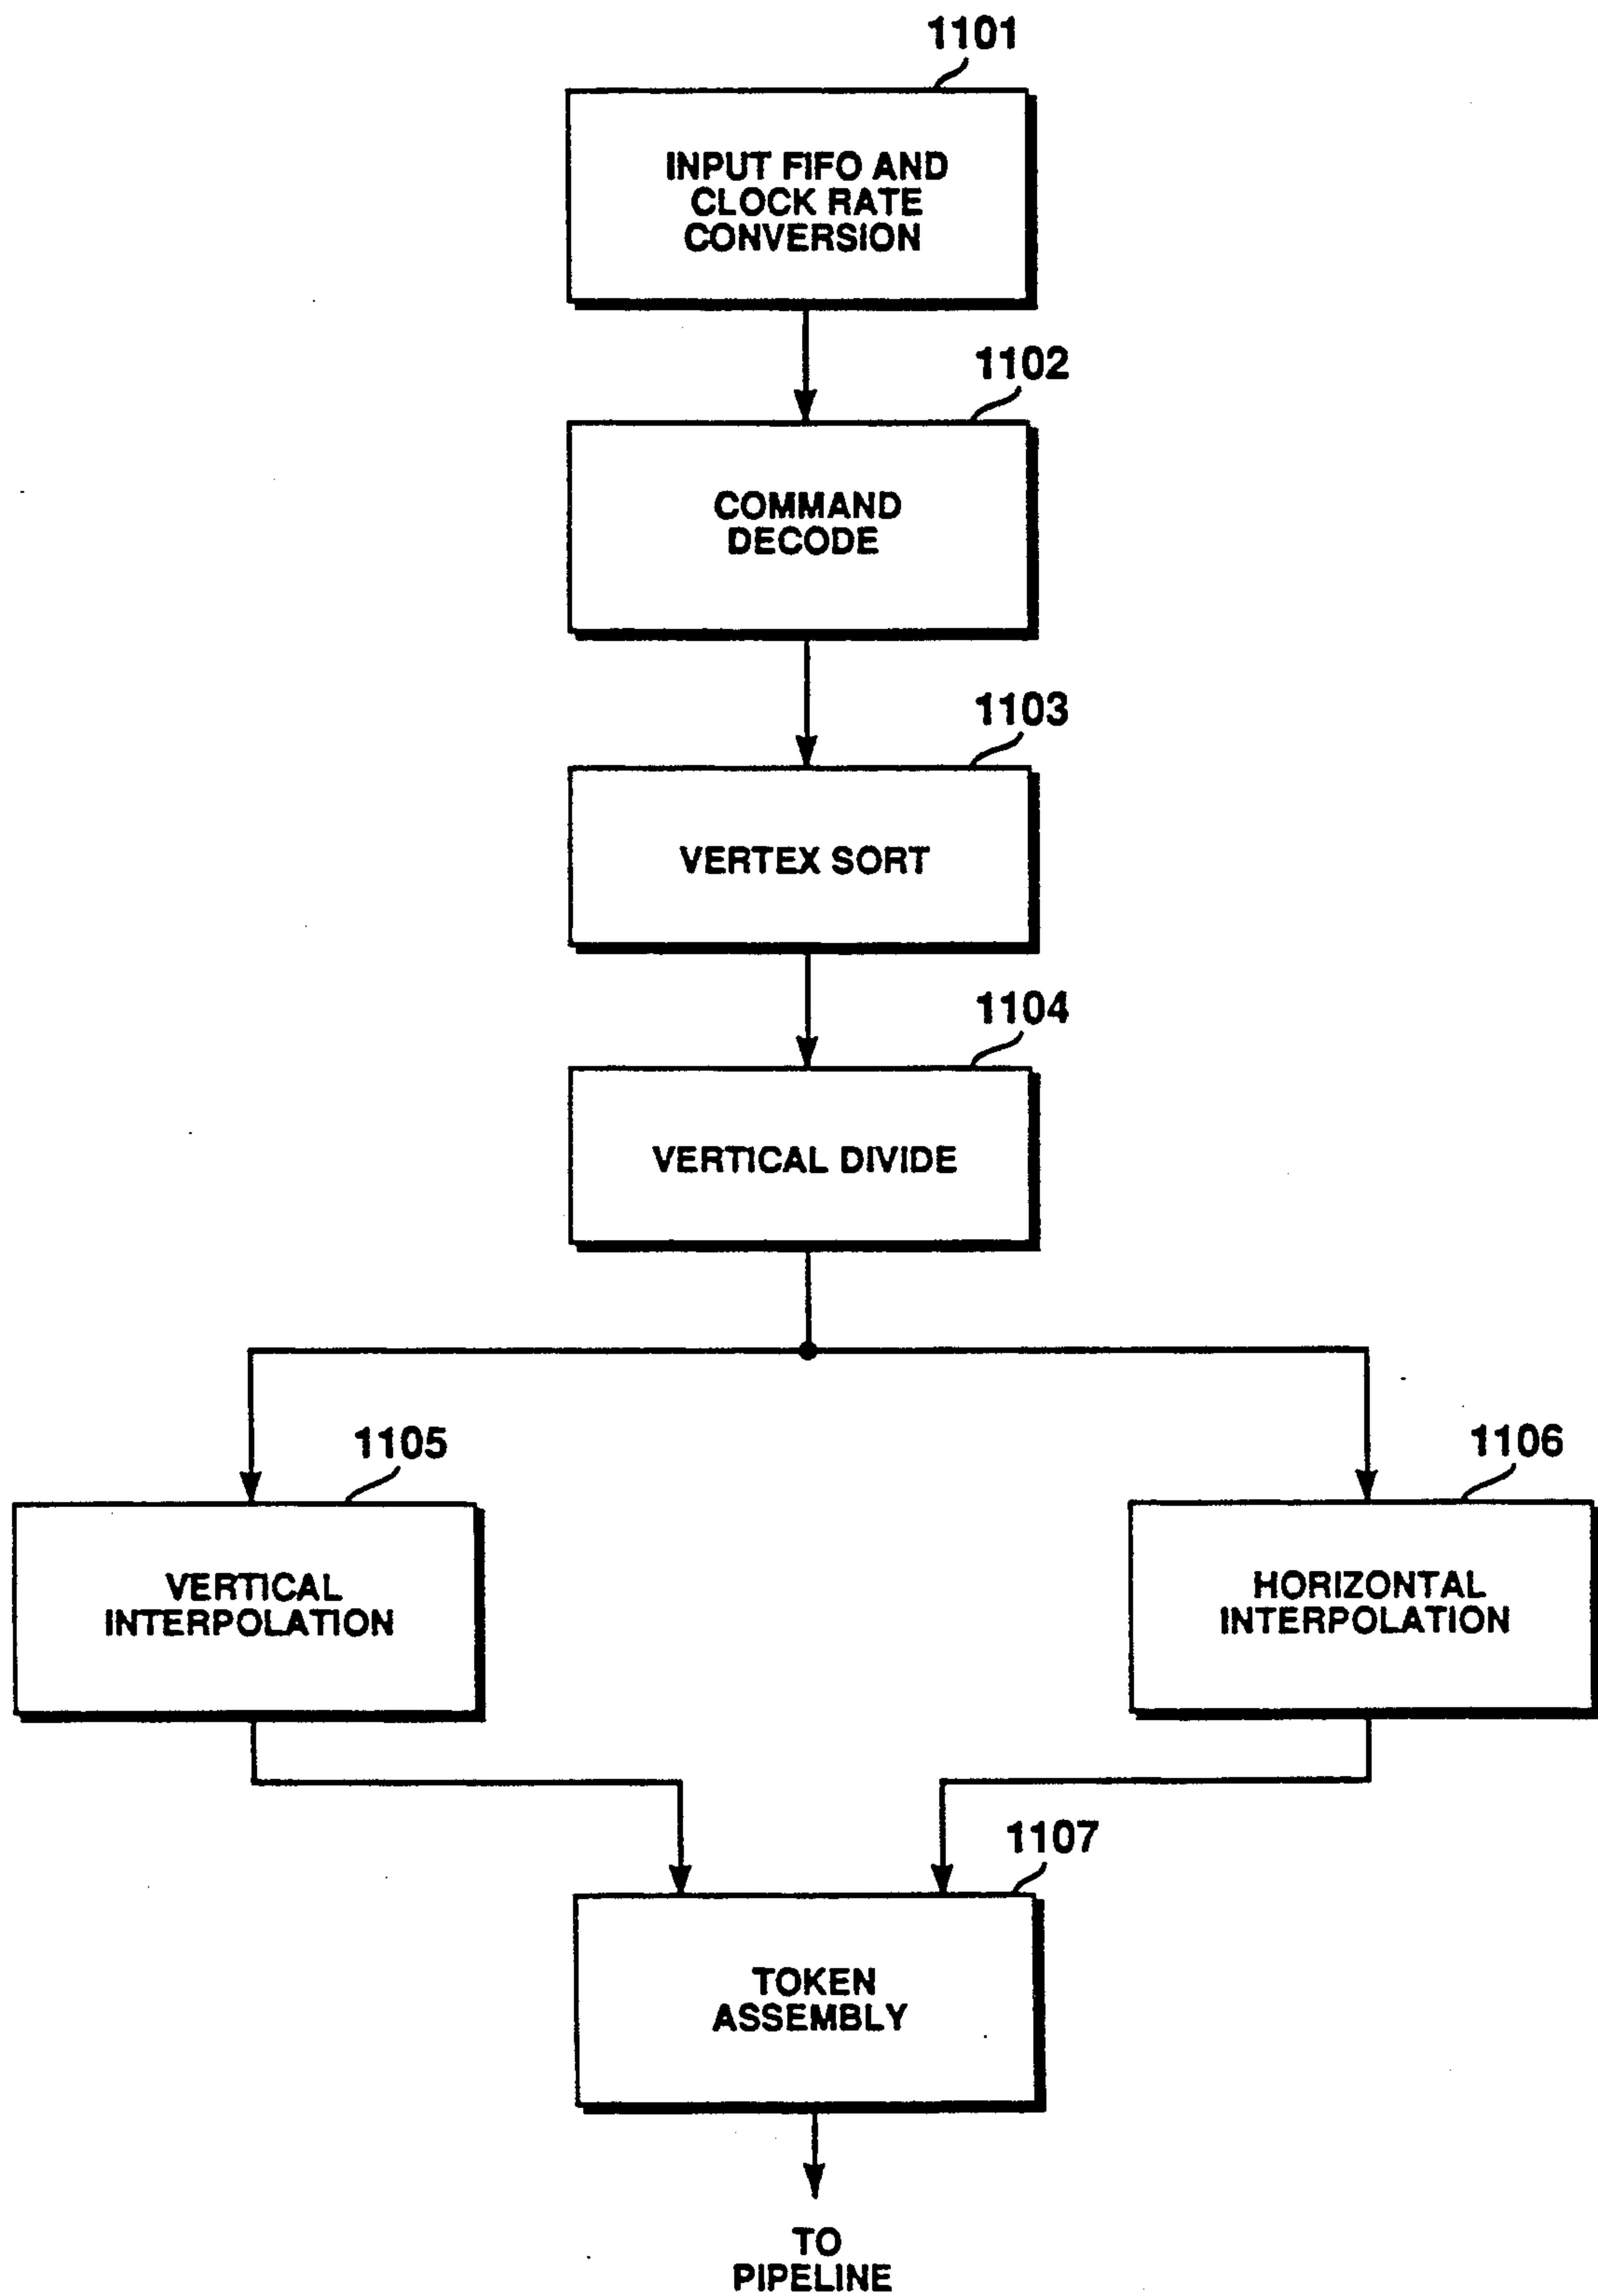 1101
INPUT FIFO AND
CLOCK RATE
CONVERSION
1102
COMMAND
DECODE
1103
VERTEX SORT
1104
VERTICAL DIVIDE
1105
VERTICAL
INTERPOLATION
1106
HORIZONTAL
INTERPOLATION
1107
TOKEN
ASSEMBLY
TO
PIPELINE